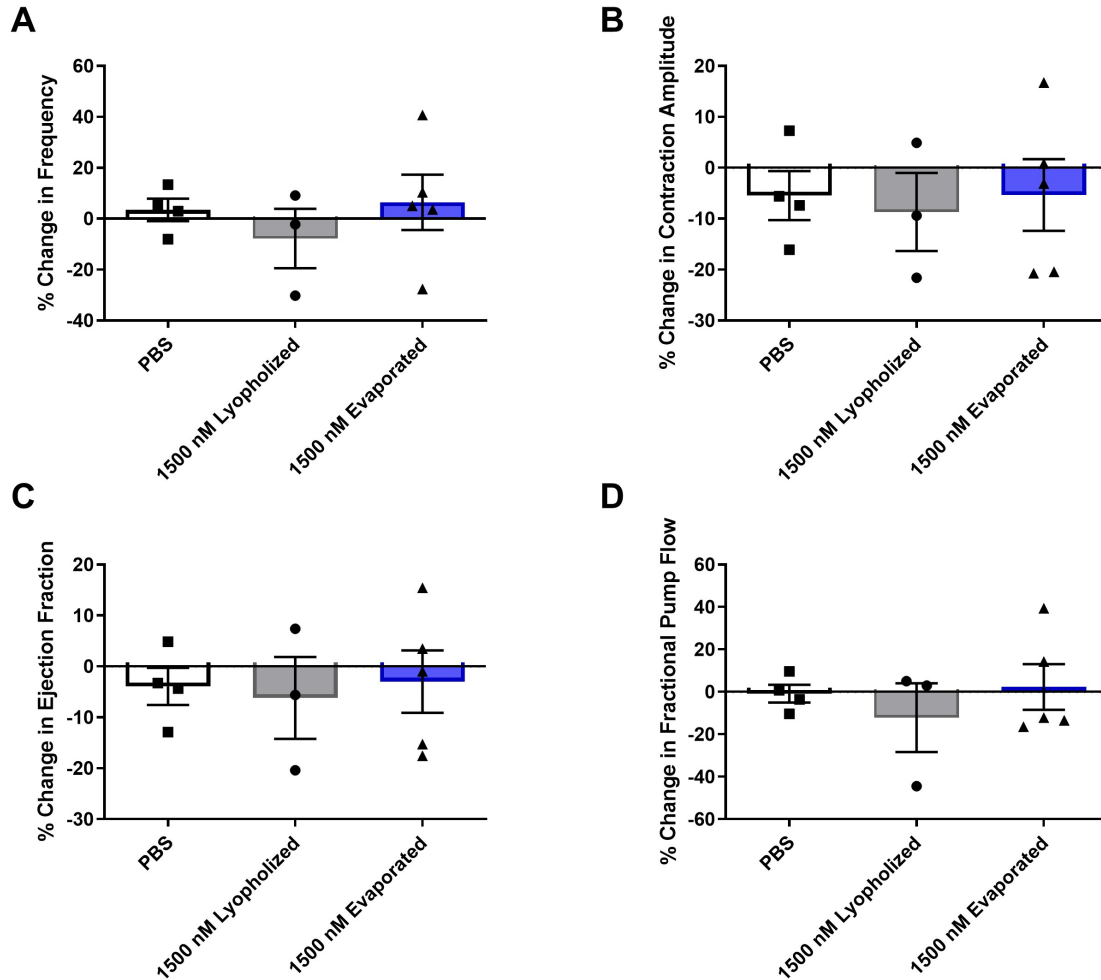 A
% Change in Frequency
60
40
20
0
-20
-40
PBS
1500 nM Lyopholized
1500 nM Evaporated
B
% Change in Contraction Amplitude
20
10
0
-10
-20
-30
PBS
1500 nM Lyopholized
1500 nM Evaporated
C
% Change in Ejection Fraction
20
10
0
-10
-20
-30
PBS
1500 nM Lyopholized
1500 nM Evaporated
D
% Change in Fractional Pump Flow
60
40
20
0
-20
-40
-60
PBS
1500 nM Lyopholized
1500 nM Evaporated